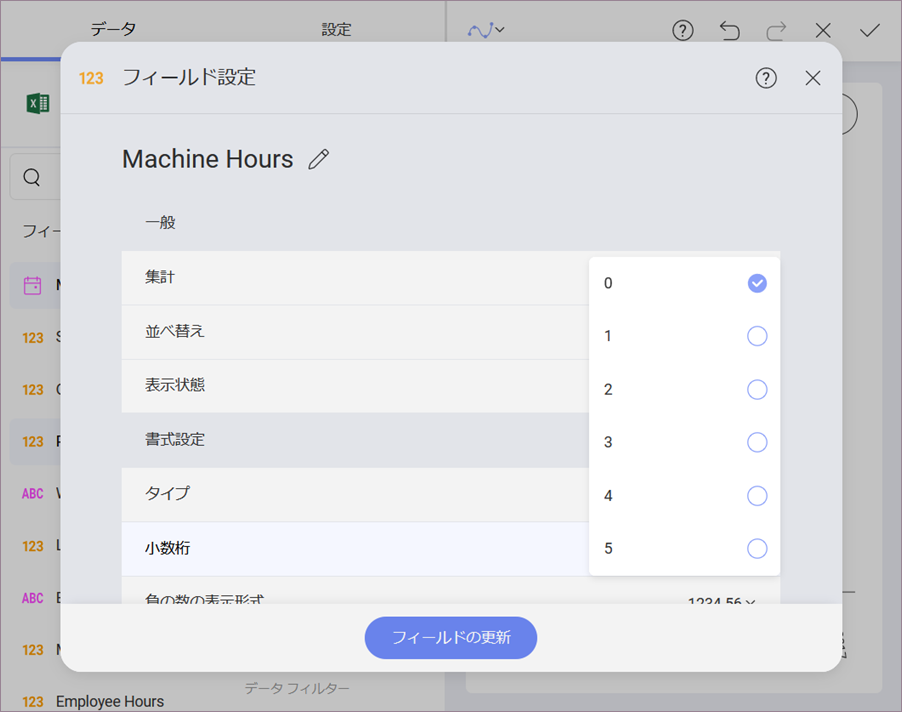 データ 設定
123 フィールド設定
Machine Hours
一般
集計
0
並べ替え
1
表示状態
2
書式設定
3
タイプ
4
小数桁
5
負の数の表示形式 1234.56
フィールドの更新
フィー
123
123
123
ABC
123
ABC
123
データ フィルター
123 Employee Hours